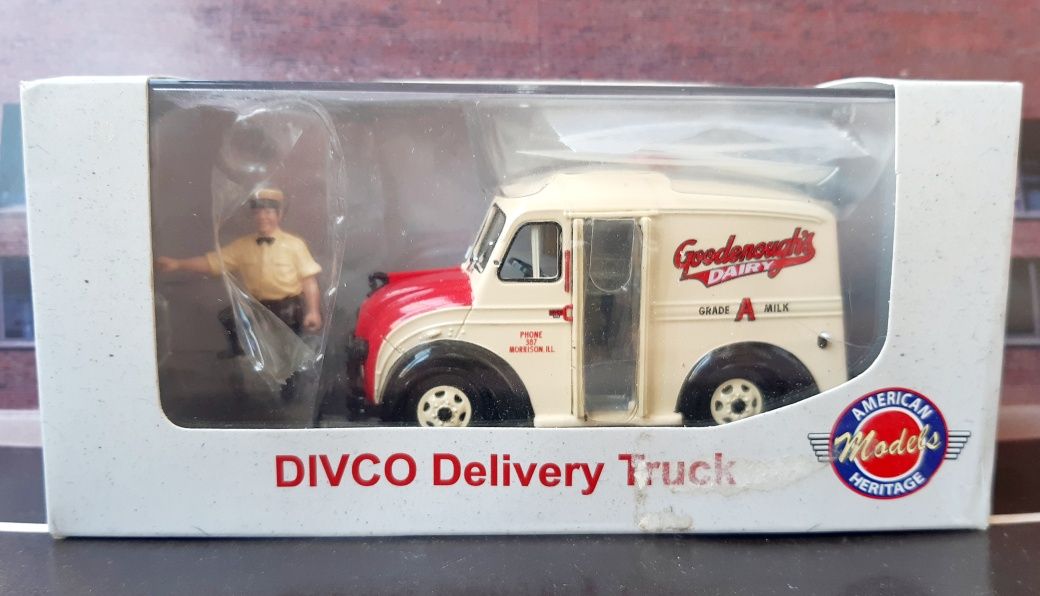 Goodenough's
DAIRY
GRADE A MILK
PHONE
387
MORRISON, ILL.
DIVCO Delivery Truck
AMERICAN
Models
HERITAGE